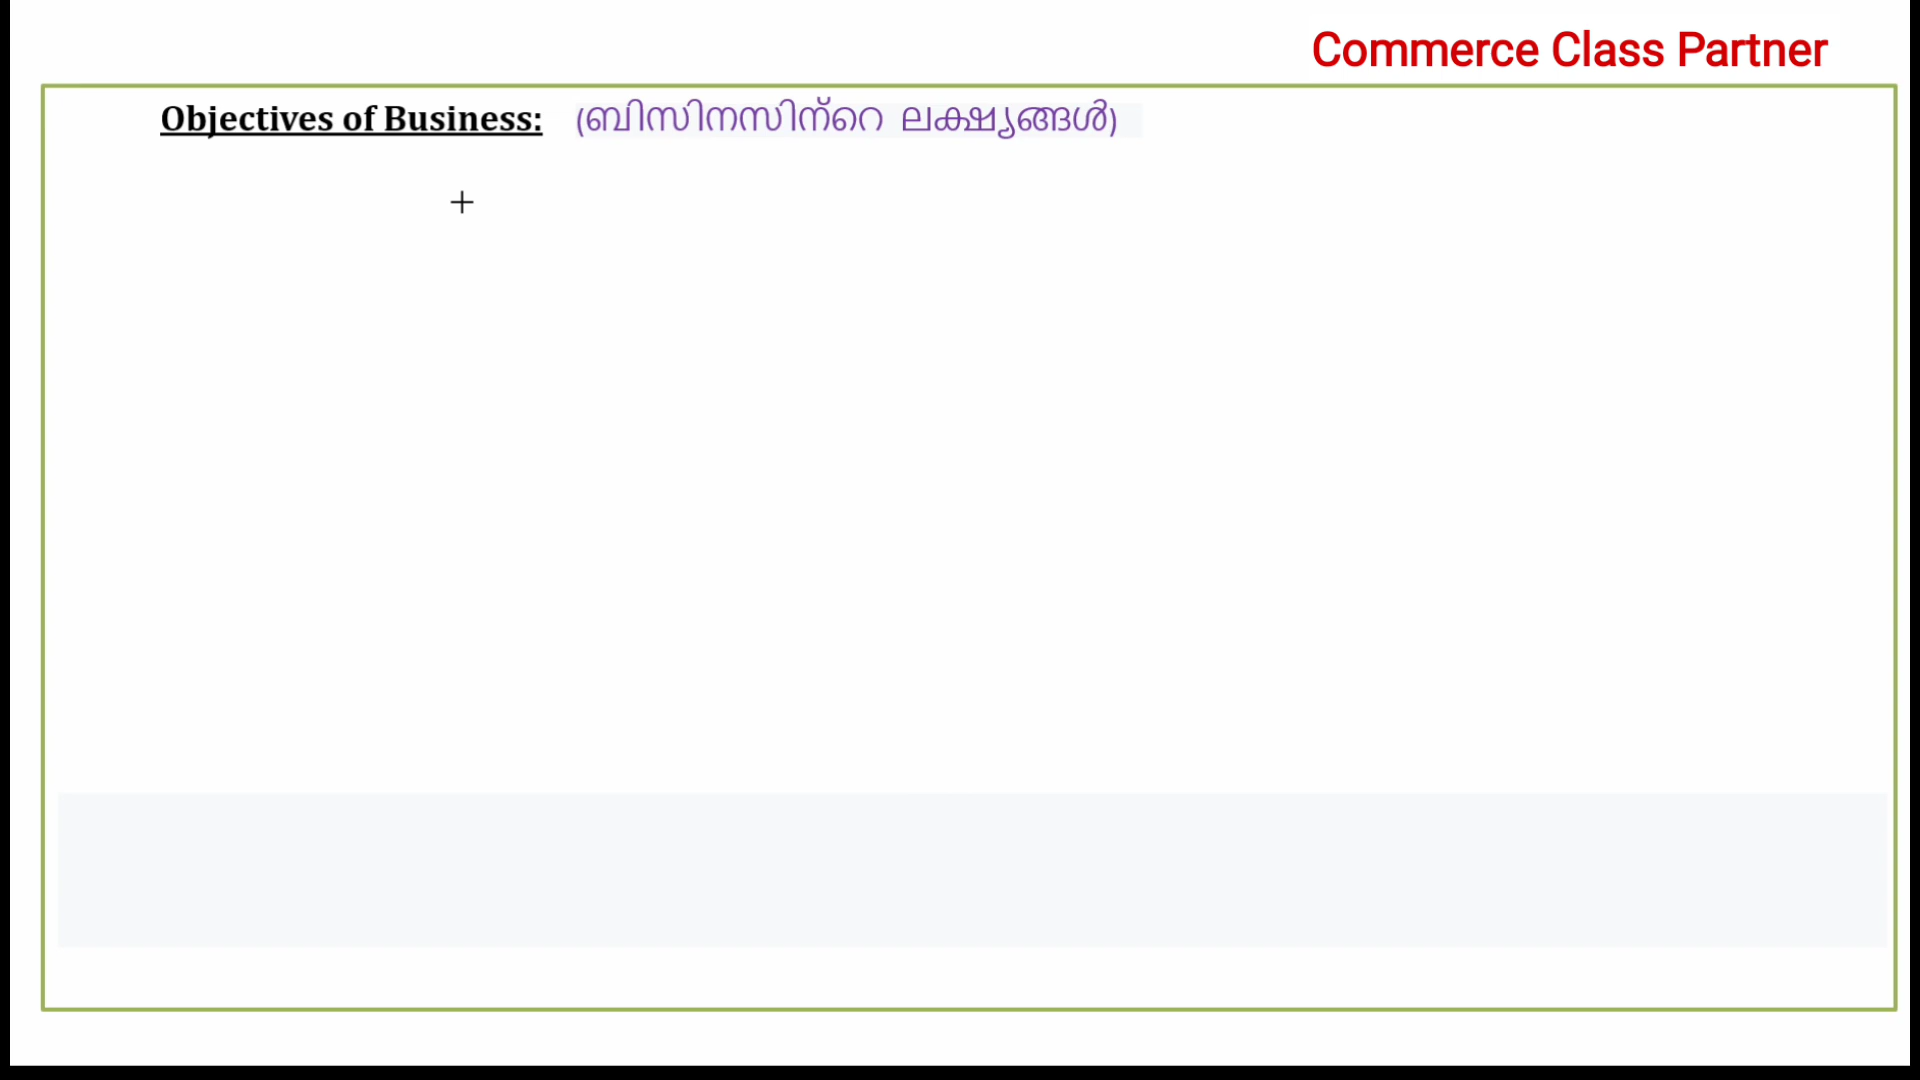 Commerce Class Partner
Objectives of Business: (ബിസിനസിന്റെ ലക്ഷ്യങ്ങൾ)